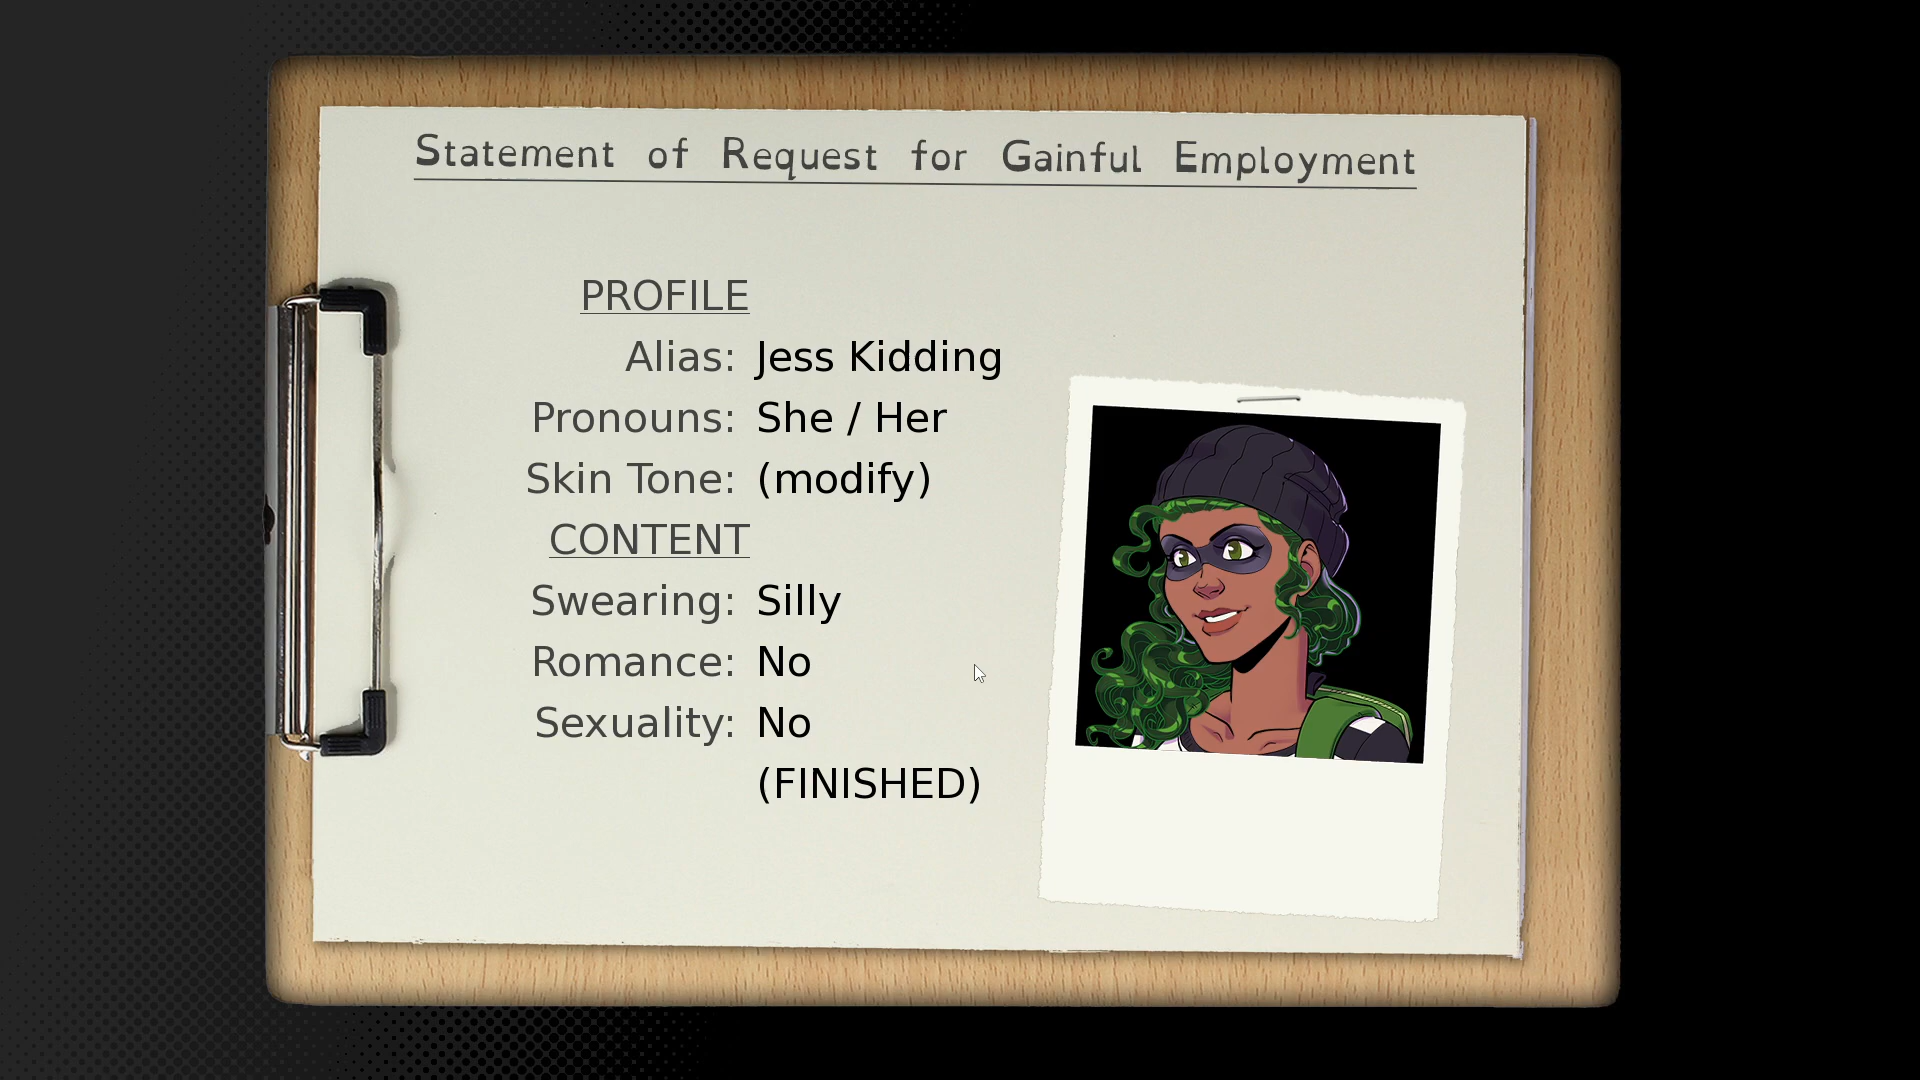 Statement of Request for Gainful Employment
PROFILE
Alias: Jess Kidding
Pronouns: She / Her
Skin Tone: (modify)
CONTENT
Swearing: Silly
Romance: No
Sexuality: No
(FINISHED)